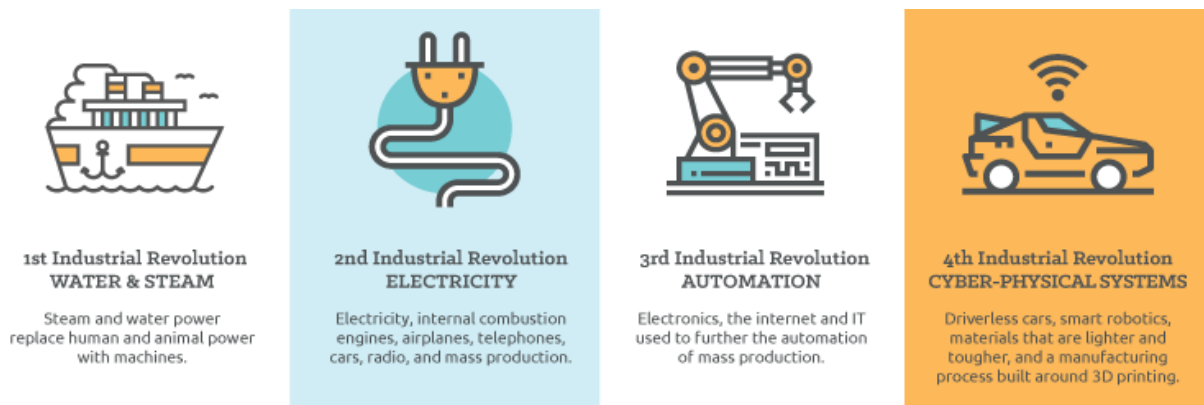 1st Industrial Revolution
WATER & STEAM
Steam and water power
replace human and animal power
with machines.
2nd Industrial Revolution
ELECTRICITY
Electricity, internal combustion
engines, airplanes, telephones,
cars, radio, and mass production.
3rd Industrial Revolution
AUTOMATION
Electronics, the internet and IT
used to further the automation
of mass production.
4th Industrial Revolution
CYBER-PHYSICAL SYSTEMS
Driverless cars, smart robotics,
materials that are lighter and
tougher, and a manufacturing
process built around 3D printing.